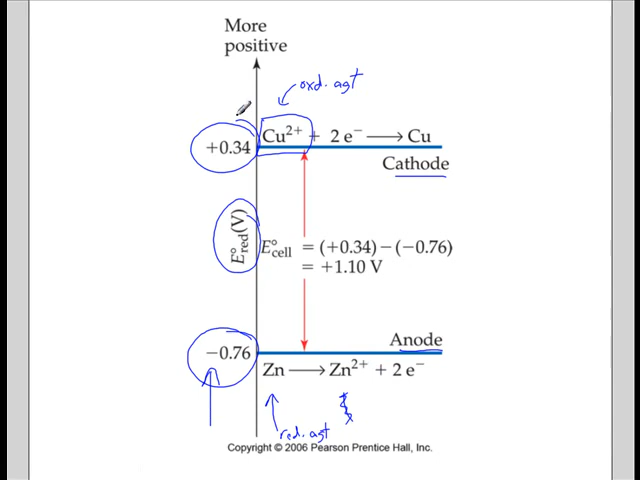 More
positive
oxd. agt
+0.34
Cu²⁺ + 2 e⁻ ⟶ Cu
Cathode
E°red (V)
E°cell = (+0.34) − (−0.76)
= +1.10 V
Anode
−0.76
Zn ⟶ Zn²⁺ + 2 e⁻
red. agt
Copyright © 2006 Pearson Prentice Hall, Inc.